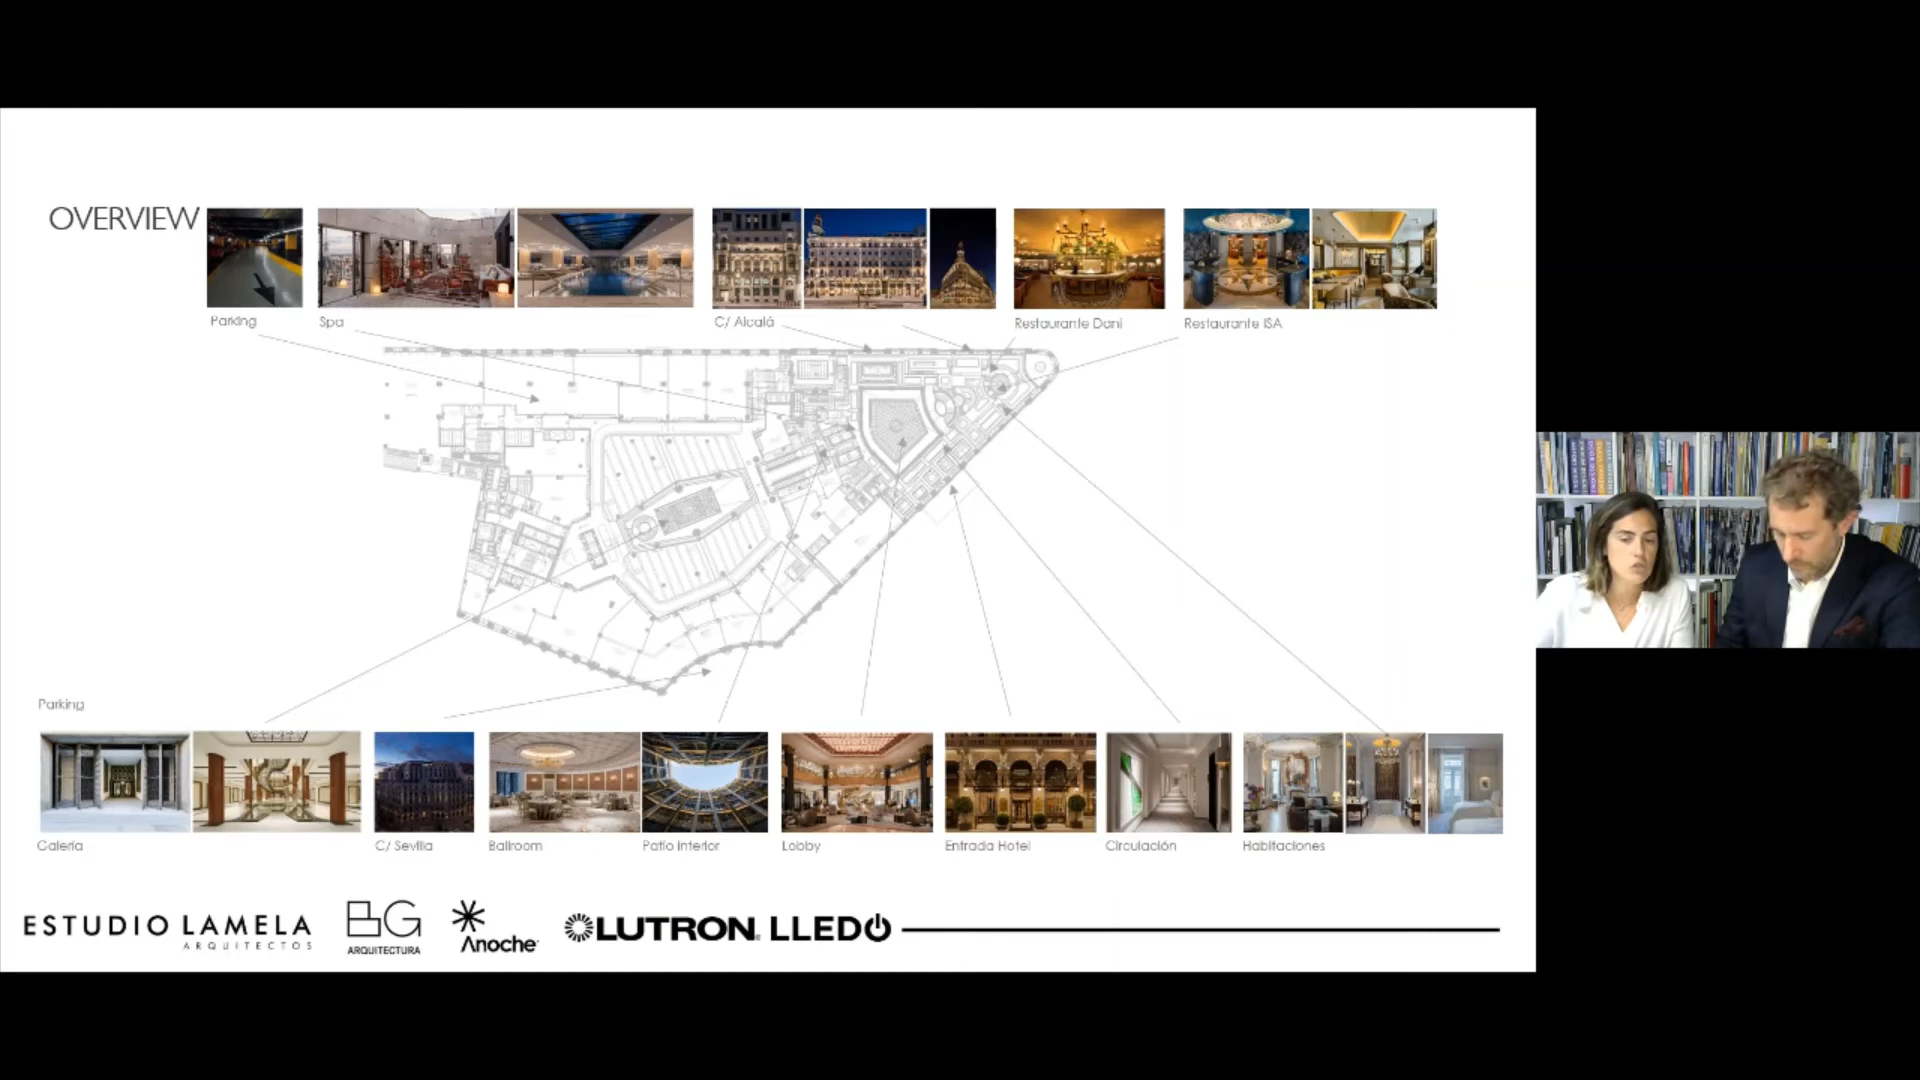 OVERVIEW
Parking
Spa
C/ Alcalá
Restaurante Dani
Restaurante ISA
Parking
Galería
C/ Sevilla
Ballroom
Patio interior
Lobby
Entrada Hotel
Circulación
Habitaciones
ESTUDIO LAMELA
ARQUITECTOS
BG
ARQUITECTURA
Anoche
LUTRON LLEDÓ